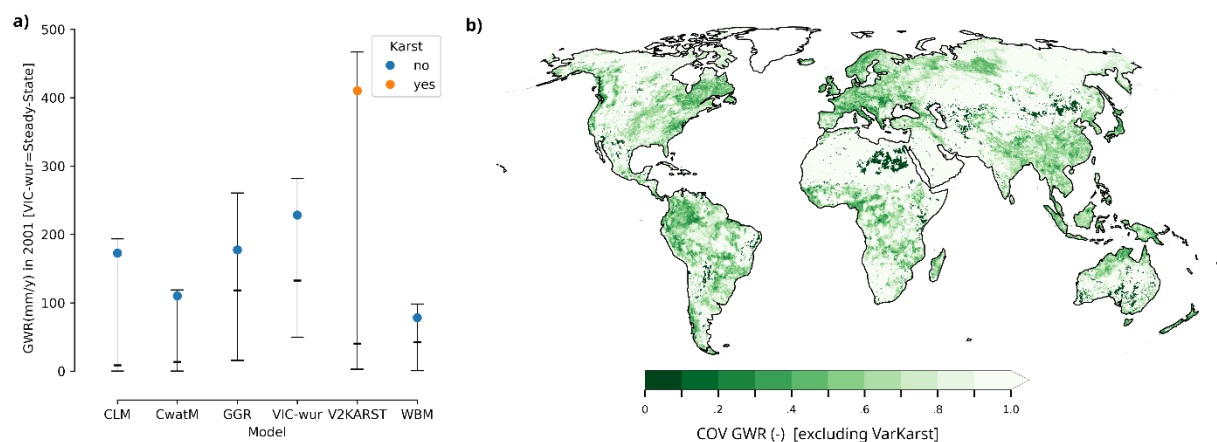 a)
GWR(mm/y) in 2001 [VIC-wur=Steady-State]
500
400
300
200
100
0
Karst
no
yes
CLM CwatM GGR VIC-wur V2KARST WBM
Model
b)
0 .2 .4 .6 .8 1.0
COV GWR (-) [excluding VarKarst]